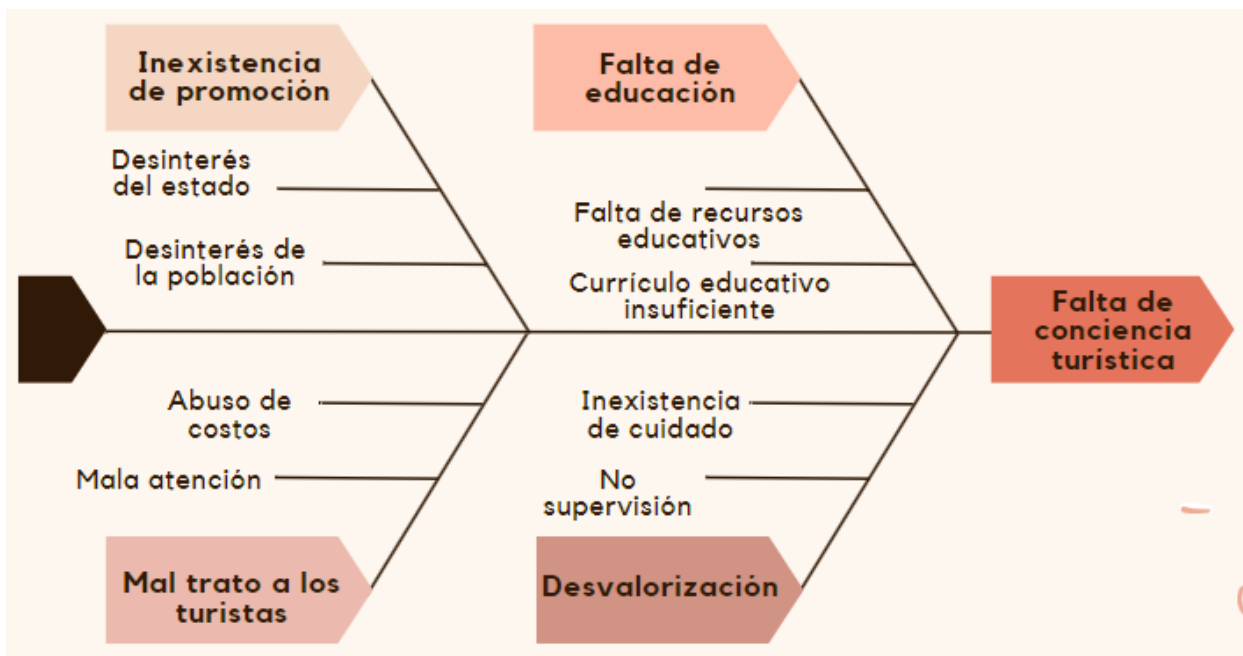 Inexistencia
de promoción
Falta de
educación
Desinterés
del estado
Desinterés de
la población
Falta de recursos
educativos
Currículo educativo
insuficiente
Falta de
conciencia
turística
Abuso de
costos
Mala atención
Inexistencia
de cuidado
No
supervisión
Mal trato a los
turistas
Desvalorización